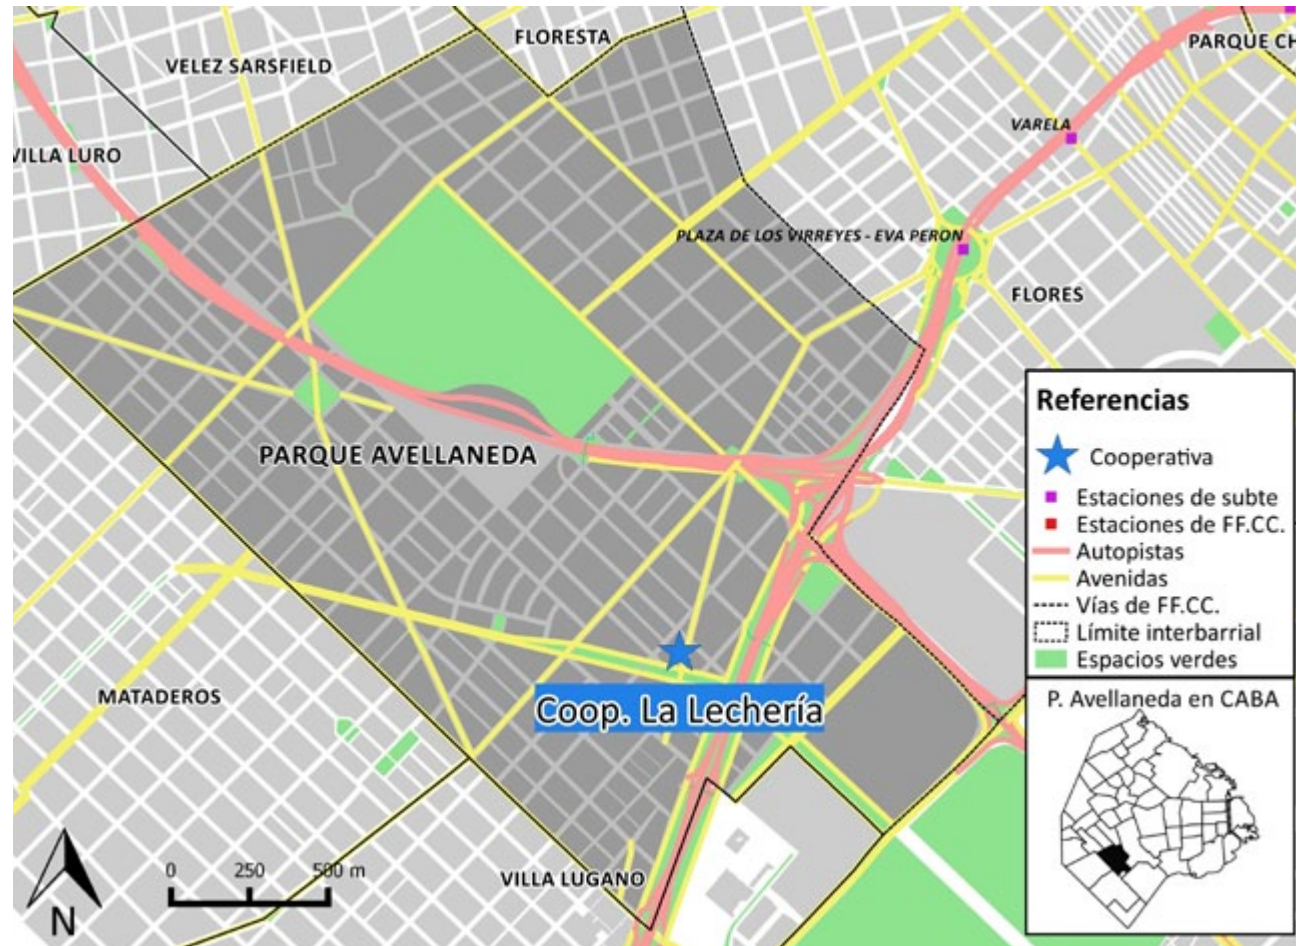 FLORESTA
VELEZ SARSFIELD
PARQUE CH
VARELA
VILLA LURO
PLAZA DE LOS VIRREYES - EVA PERON
FLORES
PARQUE AVELLANEDA
MATADEROS
Coop. La Lechería
VILLA LUGANO
N
0 250 500 m
Referencias
Cooperativa
Estaciones de subte
Estaciones de FF.CC.
Autopistas
Avenidas
Vías de FF.CC.
Límite interbarrial
Espacios verdes
P. Avellaneda en CABA